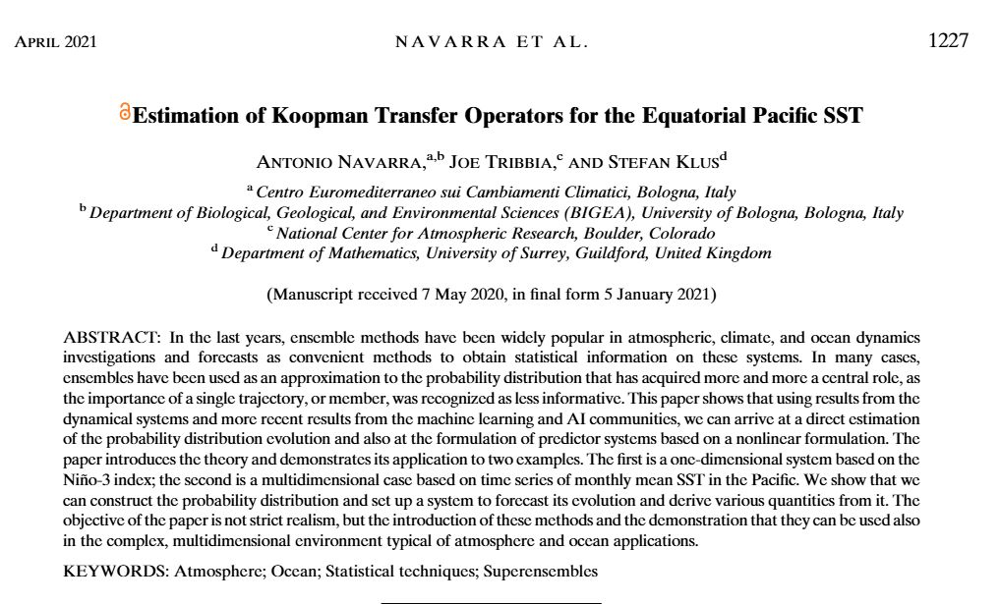 APRIL 2021 NAVARRA ET AL. 1227
Estimation of Koopman Transfer Operators for the Equatorial Pacific SST
ANTONIO NAVARRA,a,b JOE TRIBBIA,c AND STEFAN KLUSd
a Centro Euromediterraneo sui Cambiamenti Climatici, Bologna, Italy
b Department of Biological, Geological, and Environmental Sciences (BIGEA), University of Bologna, Bologna, Italy
c National Center for Atmospheric Research, Boulder, Colorado
d Department of Mathematics, University of Surrey, Guildford, United Kingdom
(Manuscript received 7 May 2020, in final form 5 January 2021)
ABSTRACT: In the last years, ensemble methods have been widely popular in atmospheric, climate, and ocean dynamics
investigations and forecasts as convenient methods to obtain statistical information on these systems. In many cases,
ensembles have been used as an approximation to the probability distribution that has acquired more and more a central role, as
the importance of a single trajectory, or member, was recognized as less informative. This paper shows that using results from the
dynamical systems and more recent results from the machine learning and AI communities, we can arrive at a direct estimation
of the probability distribution evolution and also at the formulation of predictor systems based on a nonlinear formulation. The
paper introduces the theory and demonstrates its application to two examples. The first is a one-dimensional system based on the
Niño-3 index; the second is a multidimensional case based on time series of monthly mean SST in the Pacific. We show that we
can construct the probability distribution and set up a system to forecast its evolution and derive various quantities from it. The
objective of the paper is not strict realism, but the introduction of these methods and the demonstration that they can be used also
in the complex, multidimensional environment typical of atmosphere and ocean applications.
KEYWORDS: Atmosphere; Ocean; Statistical techniques; Superensembles